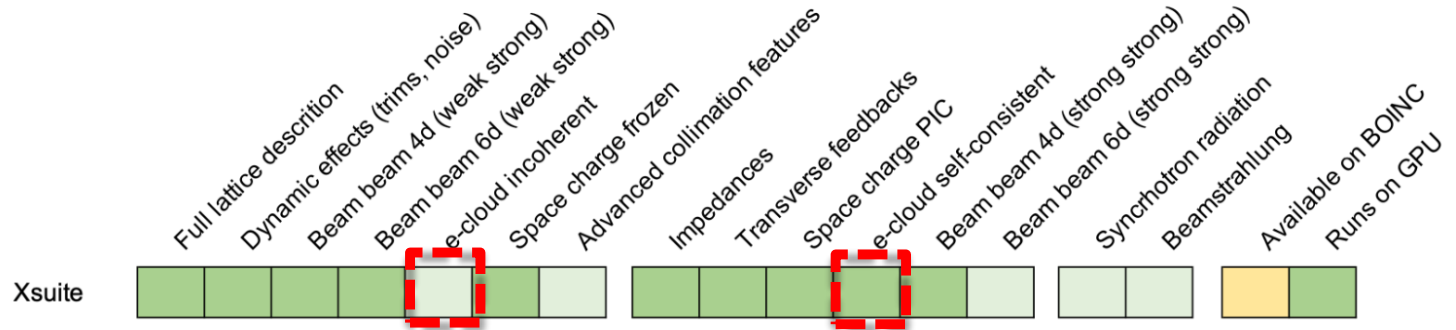 Full lattice descrition
Dynamic effects (trims, noise)
Beam beam 4d (weak strong)
Beam beam 6d (weak strong)
e-cloud incoherent
Space charge frozen
Advanced collimation features
Impedances
Transverse feedbacks
Space charge PIC
e-cloud self-consistent
Beam beam 4d (strong strong)
Beam beam 6d (strong strong)
Syncrhotron radiation
Beamstrahlung
Available on BOINC
Runs on GPU
Xsuite